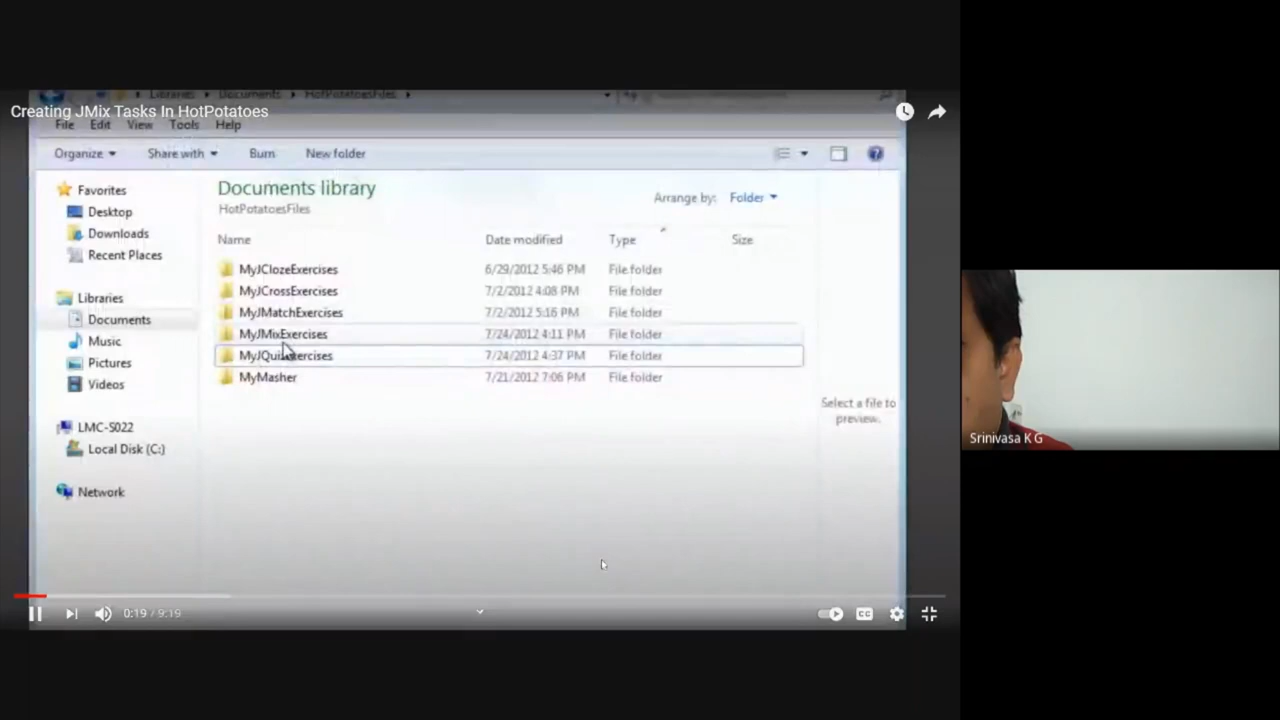 Libraries Documents HotPotatoesFiles
Creating JMix Tasks In HotPotatoes
File Edit View Tools Help
Organize Share with Burn New folder
Favorites
Desktop
Downloads
Recent Places
Libraries
Documents
Music
Pictures
Videos
LMC-S022
Local Disk (C:)
Network
Documents library
HotPotatoesFiles
Arrange by: Folder
Name Date modified Type Size
MyJClozeExercises 6/29/2012 5:46 PM File folder
MyJCrossExercises 7/2/2012 4:08 PM File folder
MyJMatchExercises 7/2/2012 5:16 PM File folder
MyJMixExercises 7/24/2012 4:11 PM File folder
MyJQuizExercises 7/24/2012 4:37 PM File folder
MyMasher 7/21/2012 7:06 PM File folder
Select a file to
preview.
0:19 / 9:19
CC
Srinivasa K G